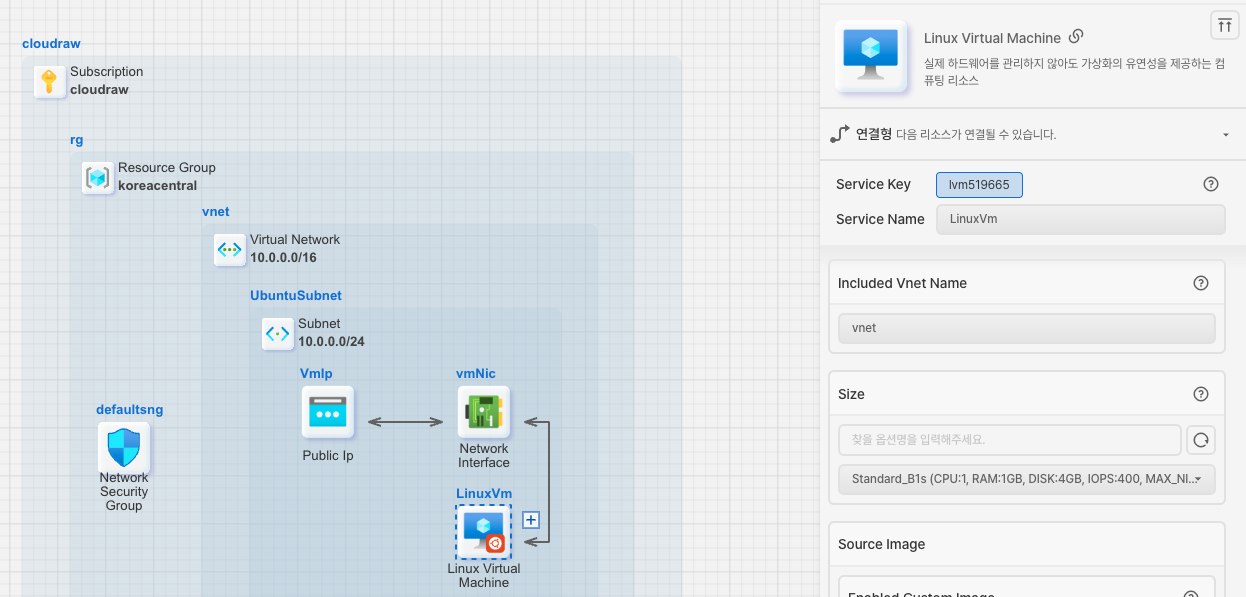 cloudraw
Subscription
cloudraw
rg
Resource Group
koreacentral
vnet
Virtual Network
10.0.0.0/16
UbuntuSubnet
Subnet
10.0.0.0/24
VmIp
Public Ip
vmNic
Network
Interface
defaultsng
Network
Security
Group
LinuxVm
Linux Virtual
Machine
Linux Virtual Machine
실제 하드웨어를 관리하지 않아도 가상화의 유연성을 제공하는 컴
퓨팅 리소스
연결형 다음 리소스가 연결될 수 있습니다.
Service Key lvm519665
Service Name LinuxVm
Included Vnet Name
vnet
Size
찾을 옵션명을 입력해주세요.
Standard_B1s (CPU:1, RAM:1GB, DISK:4GB, IOPS:400, MAX_NI...
Source Image
Enabled Custom Image